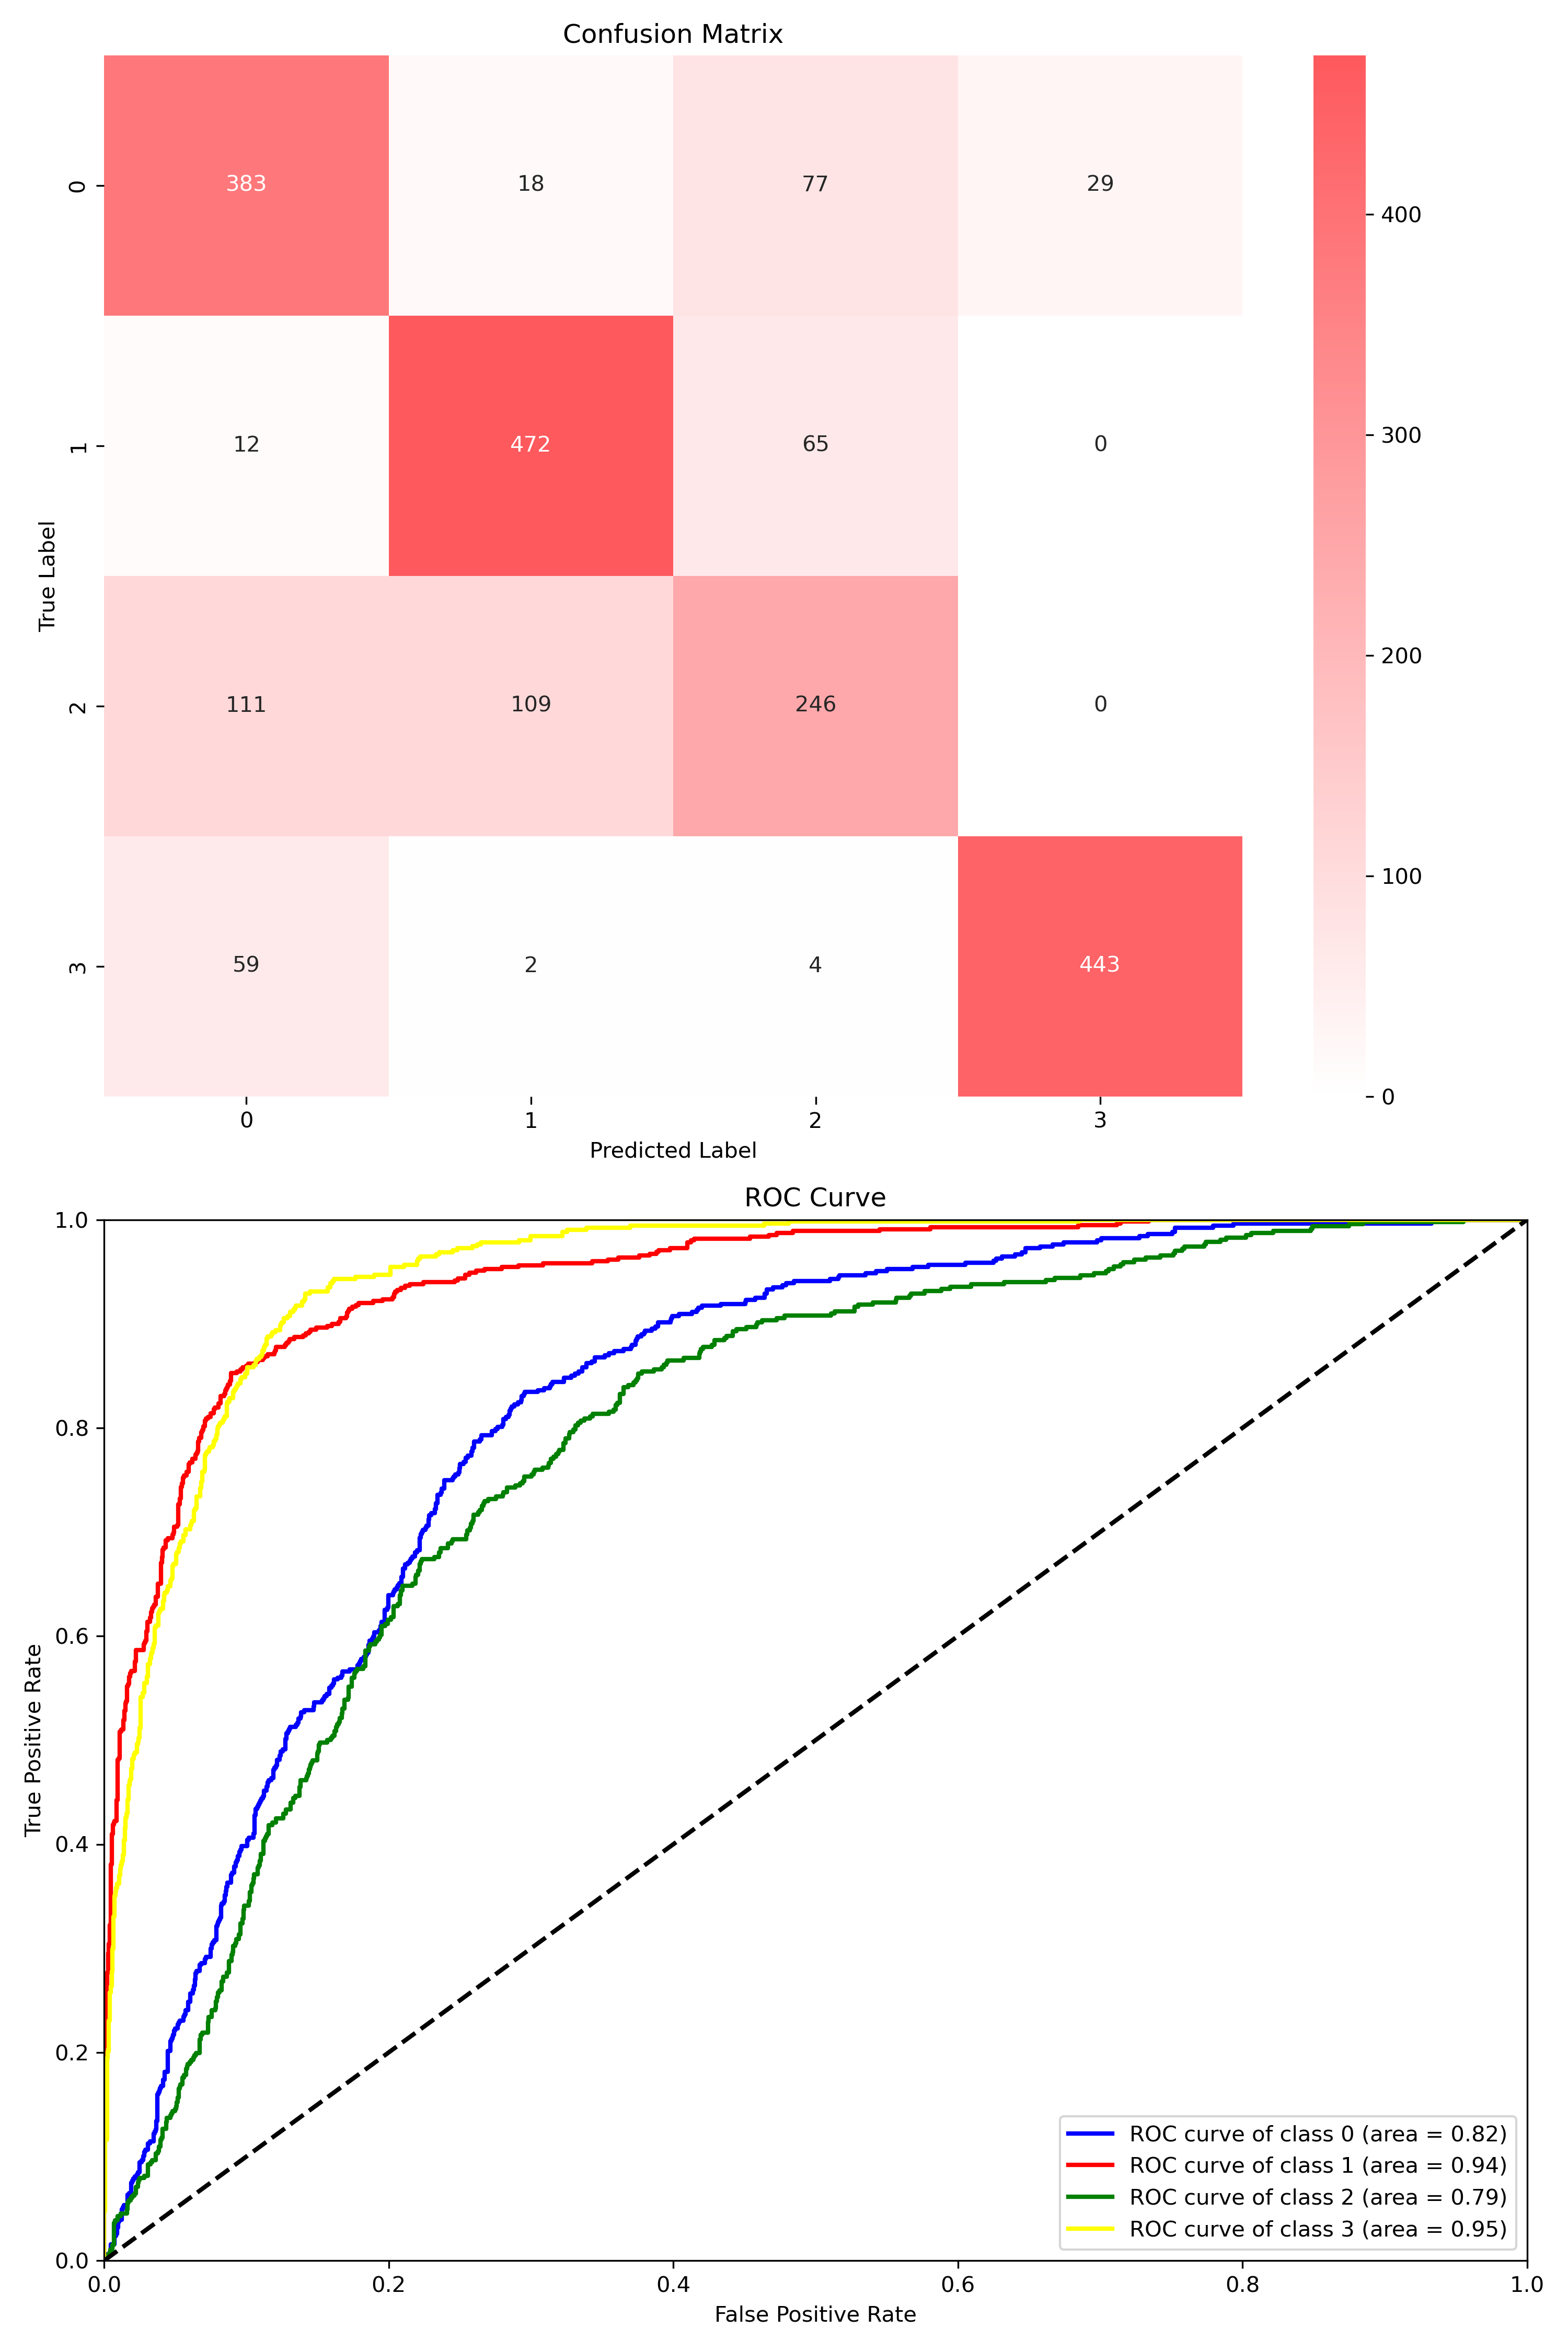 Confusion Matrix
True Label
0
383 18 77 29
1
12 472 65 0
2
111 109 246 0
3
59 2 4 443
0 1 2 3
Predicted Label
400
300
200
100
0
ROC Curve
True Positive Rate
1.0
0.8
0.6
0.4
0.2
0.0
ROC curve of class 0 (area = 0.82)
ROC curve of class 1 (area = 0.94)
ROC curve of class 2 (area = 0.79)
ROC curve of class 3 (area = 0.95)
0.0 0.2 0.4 0.6 0.8 1.0
False Positive Rate